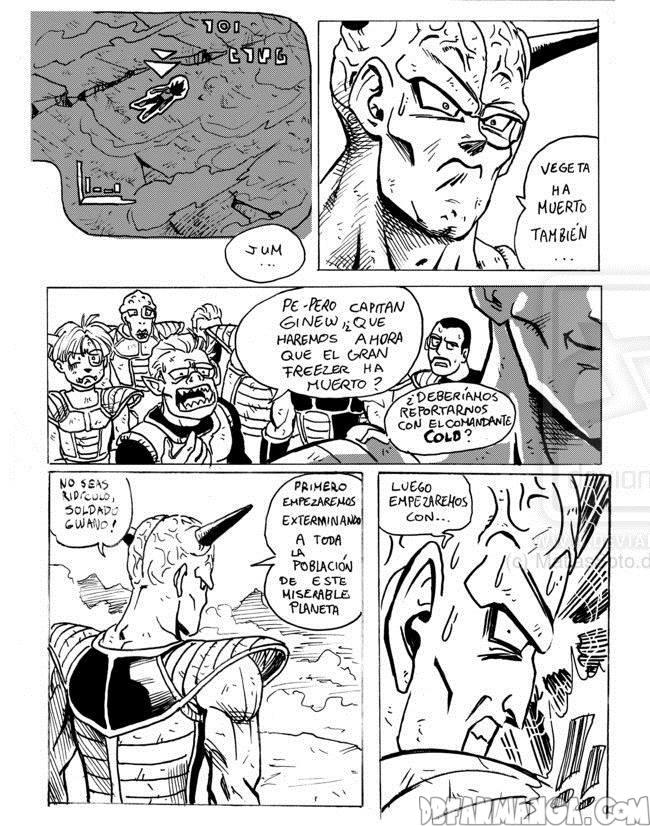 JUM
...
VEGETA
HA
MUERTO
TAMBIÉN
...
PE-PERO CAPITAN
GINEW ¿QUE
HAREMOS AHORA
QUE EL GRAN
FREEZER HA
MUERTO?
¿DEBERÍAMOS
REPORTARNOS
CON EL COMANDANTE
COLD?
NO SEAS
RIDÍCULO,
SOLDADO
GWANO!
PRIMERO
EMPEZAREMOS
EXTERMINANDO
A TODA
LA
POBLACIÓN
DE ESTE
MISERABLE
PLANETA
LUEGO
EMPEZAREMOS
CON...
DBFANMANGA.COM